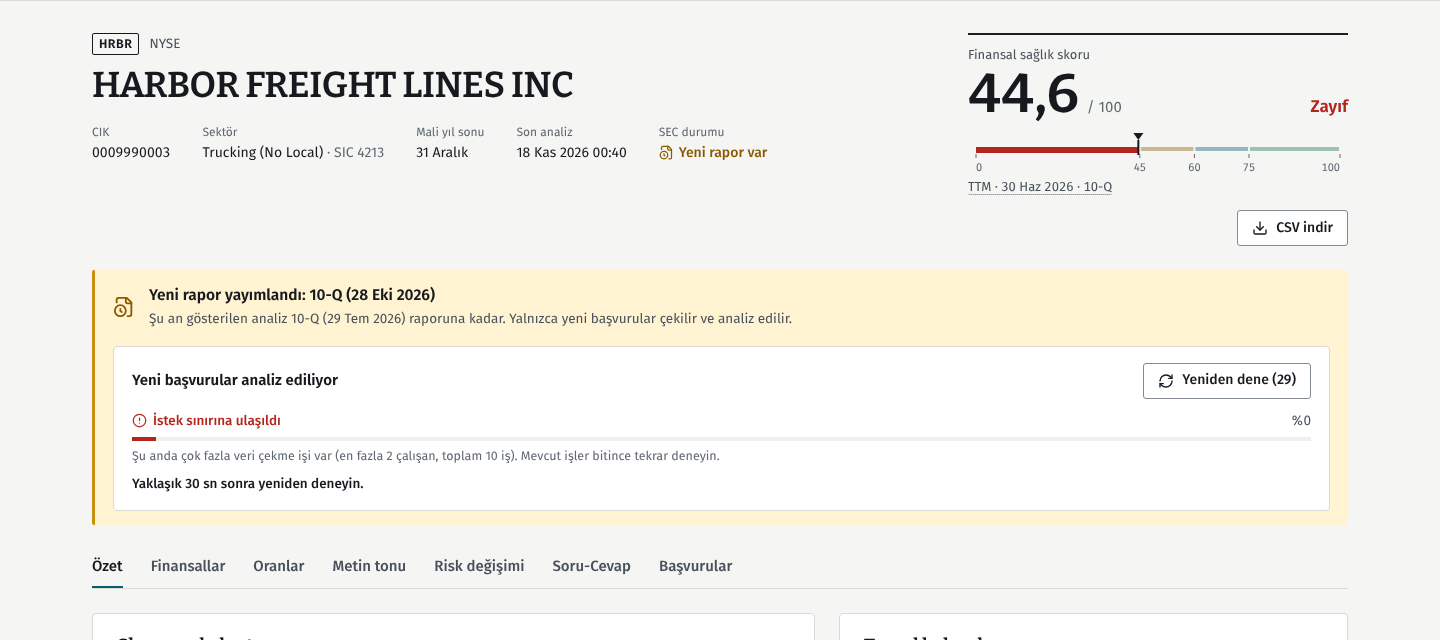 HRBR NYSE
HARBOR FREIGHT LINES INC
CIK
0009990003
Sektör
Trucking (No Local) · SIC 4213
Mali yıl sonu
31 Aralık
Son analiz
18 Kas 2026 00:40
SEC durumu
Yeni rapor var
Finansal sağlık skoru
44,6 / 100
Zayıf
0 45 60 75 100
TTM · 30 Haz 2026 · 10-Q
CSV indir
Yeni rapor yayımlandı: 10-Q (28 Eki 2026)
Şu an gösterilen analiz 10-Q (29 Tem 2026) raporuna kadar. Yalnızca yeni başvurular çekilir ve analiz edilir.
Yeni başvurular analiz ediliyor
Yeniden dene (29)
İstek sınırına ulaşıldı
%0
Şu anda çok fazla veri çekme işi var (en fazla 2 çalışan, toplam 10 iş). Mevcut işler bitince tekrar deneyin.
Yaklaşık 30 sn sonra yeniden deneyin.
Özet Finansallar Oranlar Metin tonu Risk değişimi Soru-Cevap Başvurular